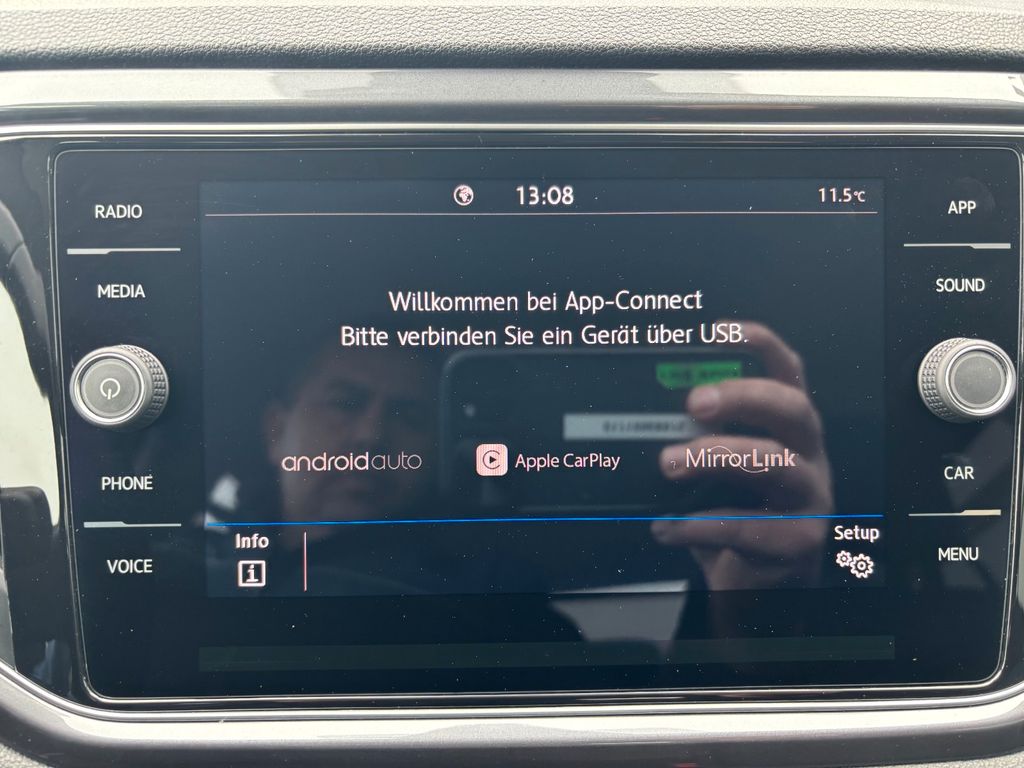 13:08
11.5°C
RADIO
APP
MEDIA
SOUND
Willkommen bei App-Connect
Bitte verbinden Sie ein Gerät über USB.
androidauto
Apple CarPlay
MirrorLink
PHONE
CAR
Info
Setup
VOICE
MENU